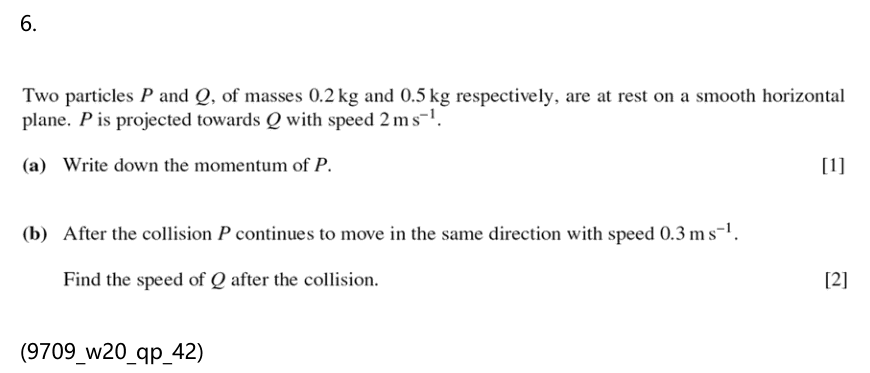 6.
Two particles P and Q, of masses 0.2 kg and 0.5 kg respectively, are at rest on a smooth horizontal
plane. P is projected towards Q with speed 2 m s⁻¹.
(a) Write down the momentum of P. [1]
(b) After the collision P continues to move in the same direction with speed 0.3 m s⁻¹.
Find the speed of Q after the collision. [2]
(9709_w20_qp_42)